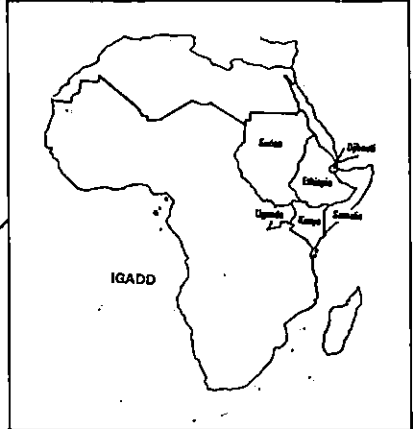 Sudan
Djibouti
Ethiopia
Uganda
Kenya
Somalia
IGADD